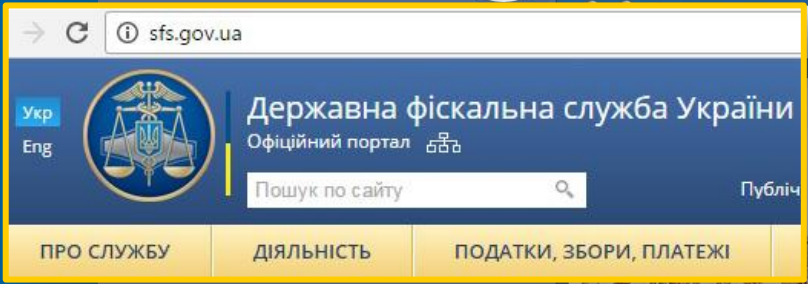 sfs.gov.ua
Укр
Eng
Державна фіскальна служба України
Офіційний портал
Пошук по сайту
ПРО СЛУЖБУ ДІЯЛЬНІСТЬ ПОДАТКИ, ЗБОРИ, ПЛАТЕЖІ